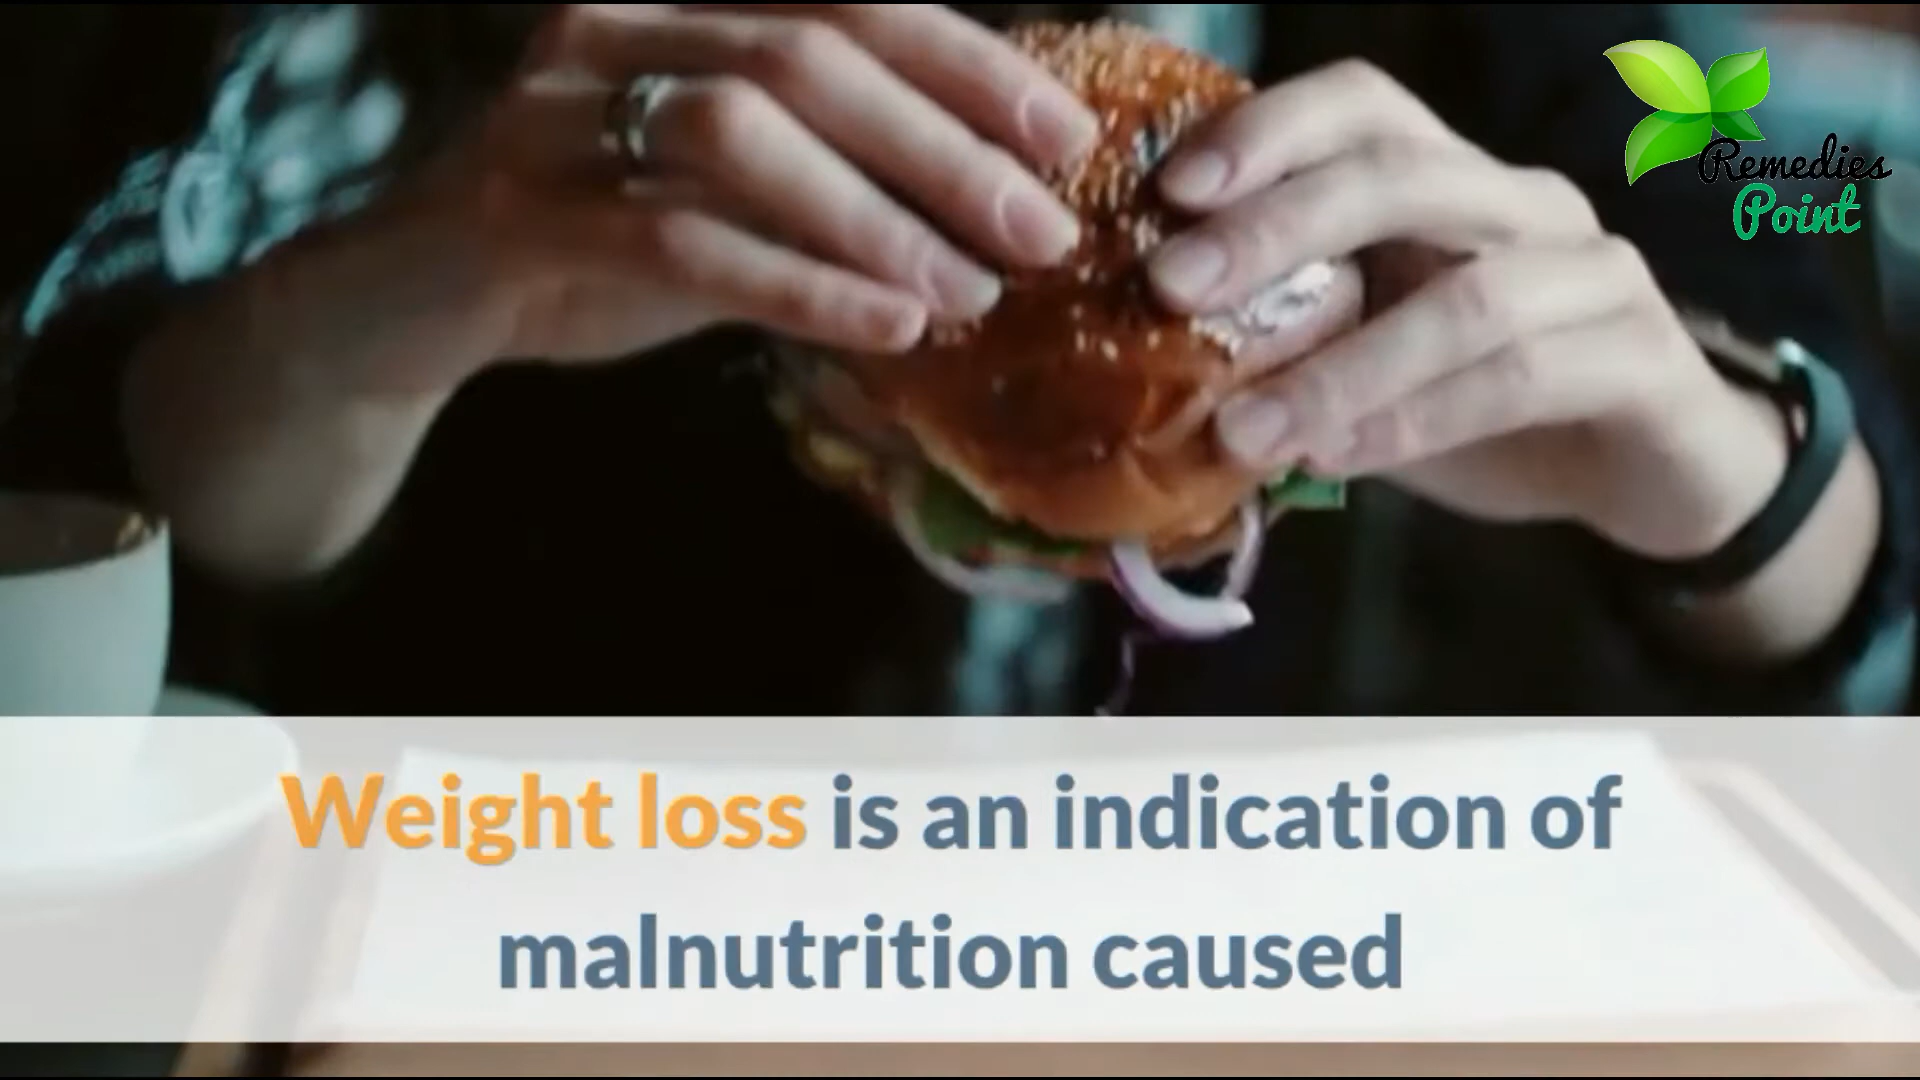 Remedies
Point
Weight loss is an indication of
malnutrition caused